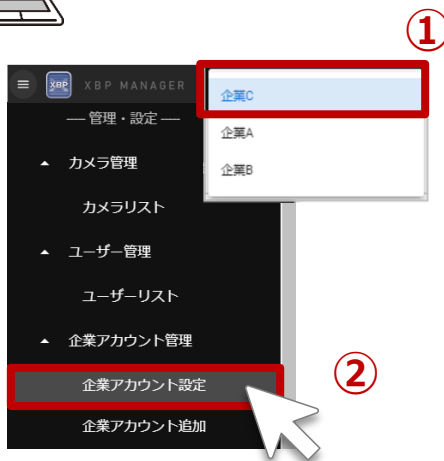 ①
XBP XBP MANAGER
企業C
企業A
企業B
― 管理・設定 ―
カメラ管理
カメラリスト
ユーザー管理
ユーザーリスト
企業アカウント管理
企業アカウント設定
②
企業アカウント追加